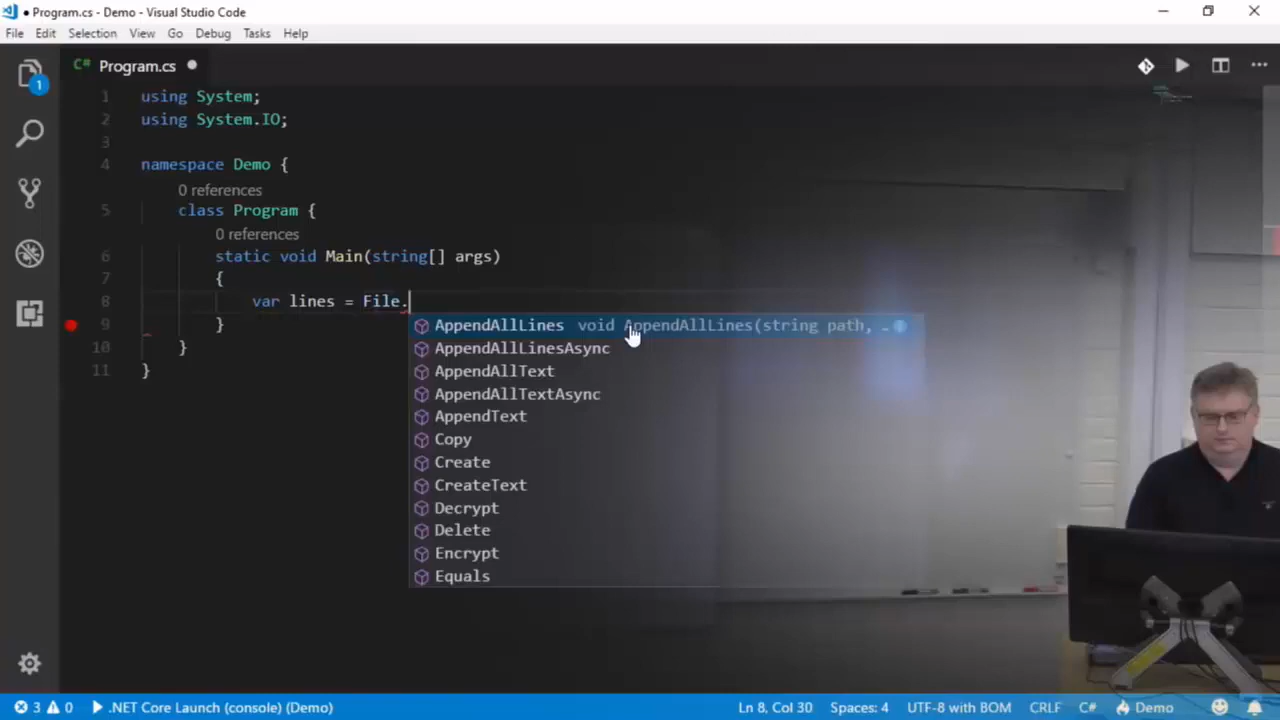 Program.cs - Demo - Visual Studio Code
File Edit Selection View Go Debug Tasks Help
1
C# Program.cs
1 using System;
2 using System.IO;
3
4 namespace Demo {
0 references
5 class Program {
0 references
6 static void Main(string[] args)
7 {
8 var lines = File.
9 }
10 }
11 }
AppendAllLines void AppendAllLines(string path, …
AppendAllLinesAsync
AppendAllText
AppendAllTextAsync
AppendText
Copy
Create
CreateText
Decrypt
Delete
Encrypt
Equals
3 0 .NET Core Launch (console) (Demo) Ln 8, Col 30 Spaces: 4 UTF-8 with BOM CRLF C# Demo